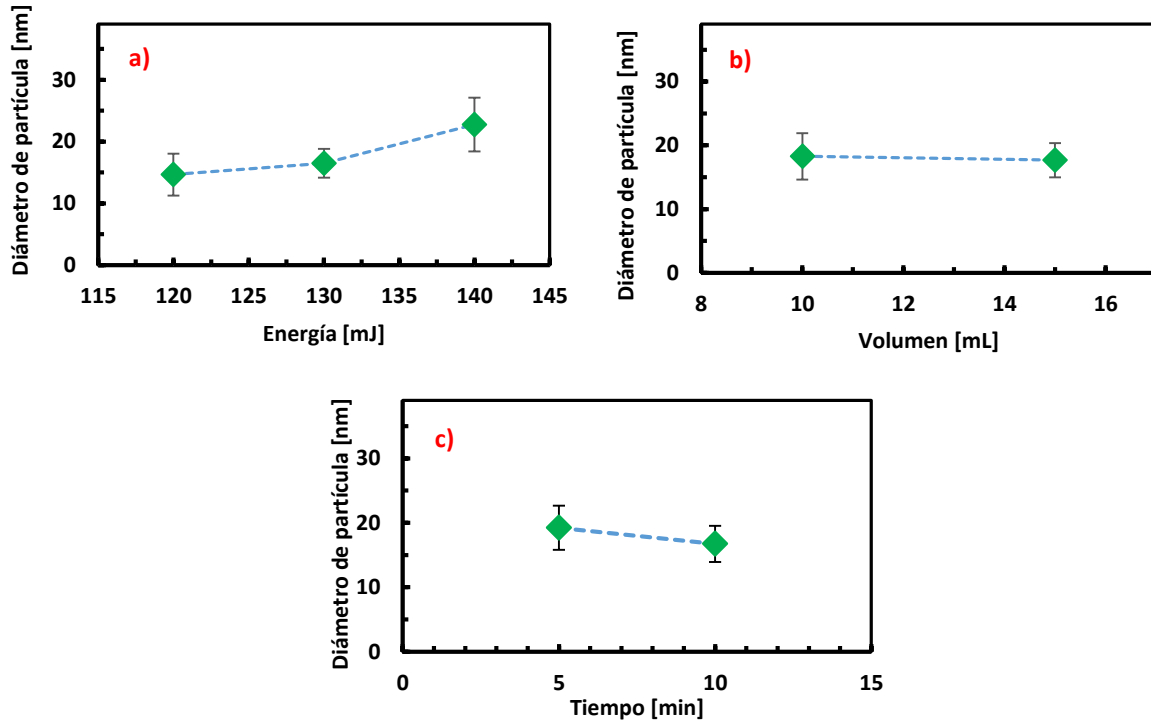 Diámetro de partícula [nm]
a)
30
20
10
0
115 120 125 130 135 140 145
Energía [mJ]
Diámetro de partícula [nm]
b)
30
20
10
0
8 10 12 14 16
Volumen [mL]
Diámetro de partícula [nm]
c)
30
20
10
0
0 5 10 15
Tiempo [min]